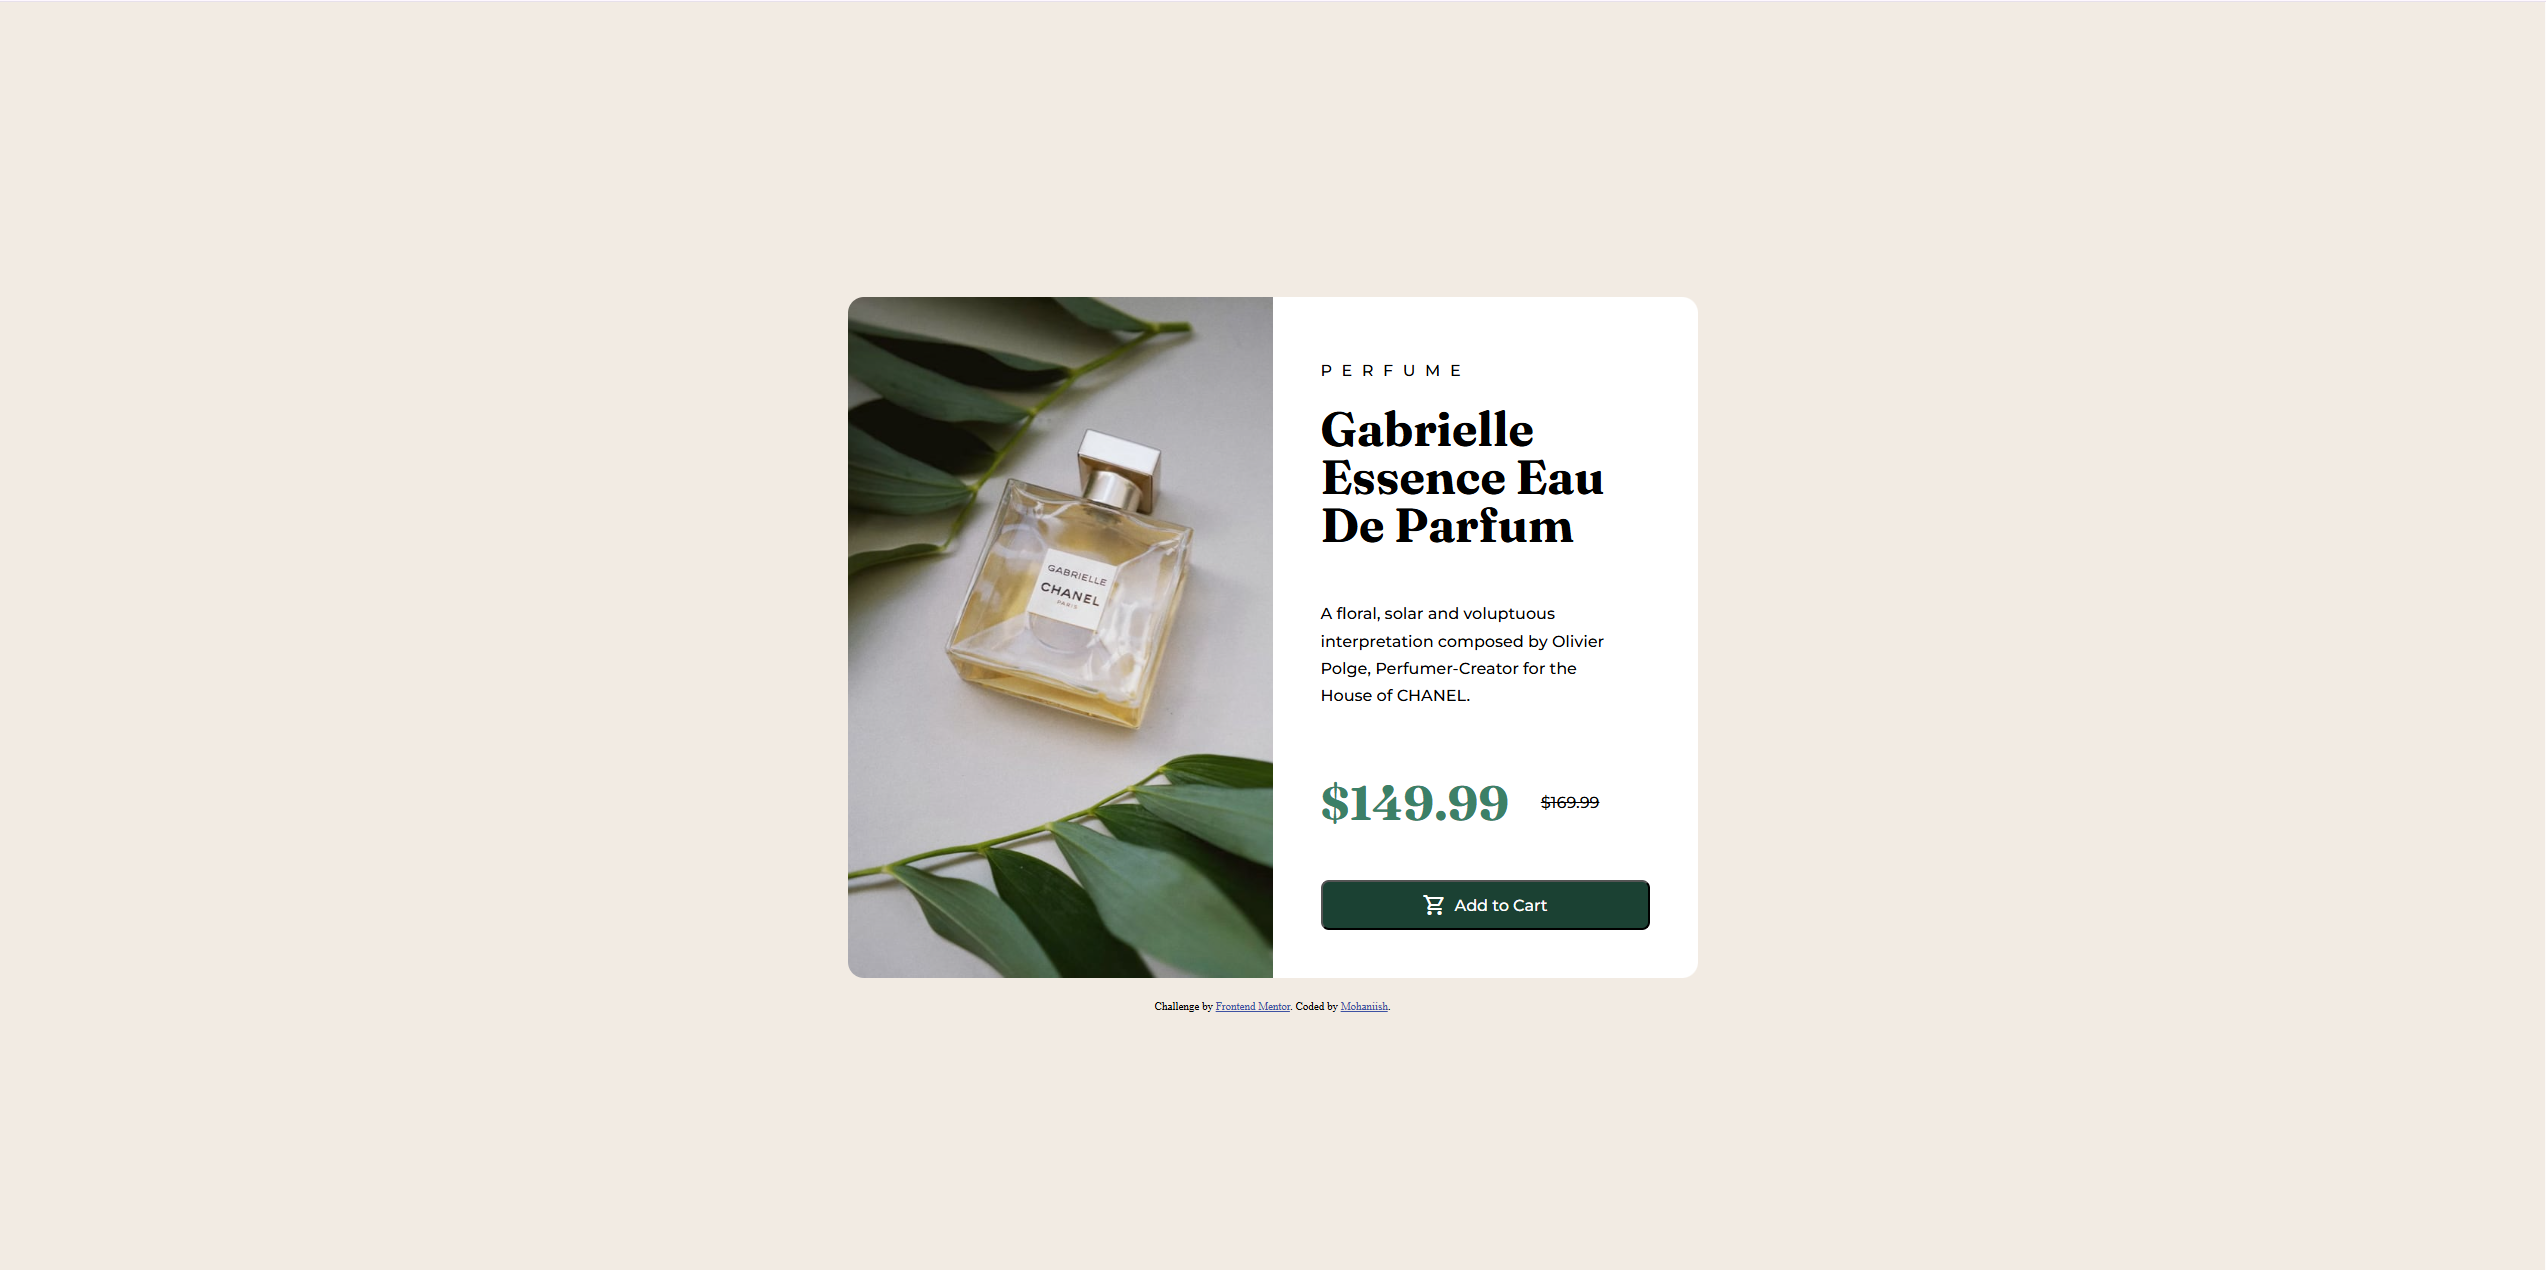 GABRIELLE
CHANEL
PARIS
P E R F U M E
Gabrielle
Essence Eau
De Parfum
A floral, solar and voluptuous
interpretation composed by Olivier
Polge, Perfumer-Creator for the
House of CHANEL.
$149.99 $169.99
Add to Cart
Challenge by Frontend Mentor. Coded by Mohaniish.